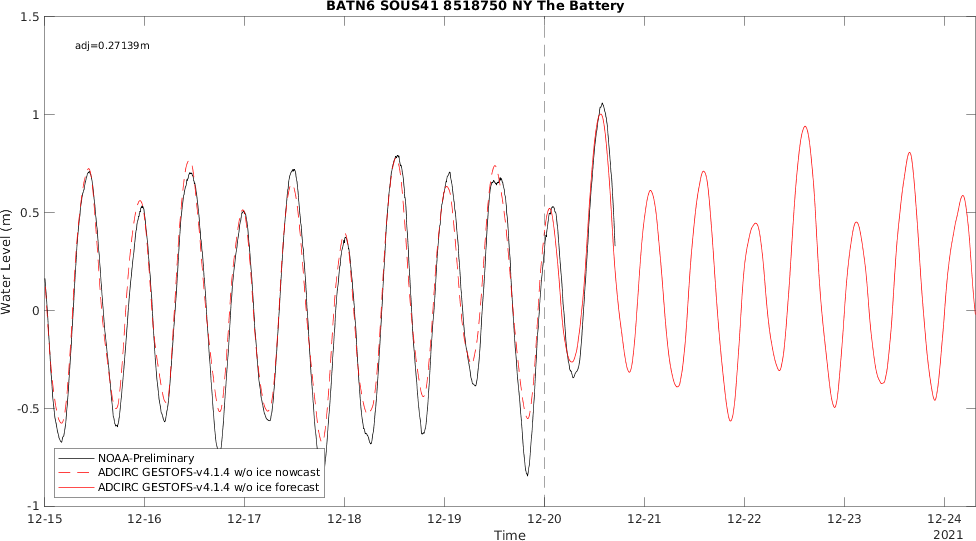 BATN6 SOUS41 8518750 NY The Battery
adj=0.27139m
1.5
1
0.5
0
-0.5
-1
Water Level (m)
NOAA-Preliminary
ADCIRC GESTOFS-v4.1.4 w/o ice nowcast
ADCIRC GESTOFS-v4.1.4 w/o ice forecast
12-15 12-16 12-17 12-18 12-19 12-20 12-21 12-22 12-23 12-24
Time
2021